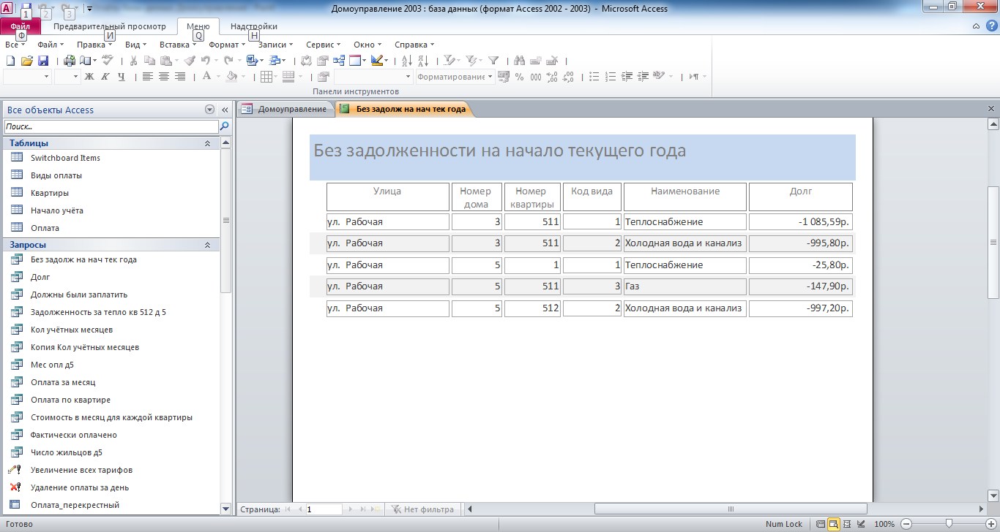 Домоуправление 2003 : база данных (формат Access 2002 - 2003) - Microsoft Access
1 2 3
Файл Предварительный просмотр Меню Надстройки
Ф И Q Н
Все Файл Правка Вид Вставка Формат Записи Сервис Окно Справка
Ж К Ч А Форматирование % 000
Панели инструментов
Все объекты Access «
Поиск...
Таблицы
Switchboard Items
Виды оплаты
Квартиры
Начало учёта
Оплата
Запросы
Без задолж на нач тек года
Долг
Должны были заплатить
Задолженность за тепло кв 512 д 5
Кол учётных месяцев
Копия Кол учётных месяцев
Мес опл д5
Оплата за месяц
Оплата по квартире
Стоимость в месяц для каждой квартиры
Фактически оплачено
Число жильцов д5
Увеличение всех тарифов
Удаление оплаты за день
Оплата_перекрестный
Домоуправление Без задолж на нач тек года
Без задолженности на начало текущего года
Улица Номер дома Номер квартиры Код вида Наименование Долг
ул. Рабочая 3 511 1 Теплоснабжение -1 085,59р.
ул. Рабочая 3 511 2 Холодная вода и канализ -995,80р.
ул. Рабочая 5 1 1 Теплоснабжение -25,80р.
ул. Рабочая 5 511 3 Газ -147,90р.
ул. Рабочая 5 512 2 Холодная вода и канализ -997,20р.
Страница: 1 Нет фильтра
Готово Num Lock 100%